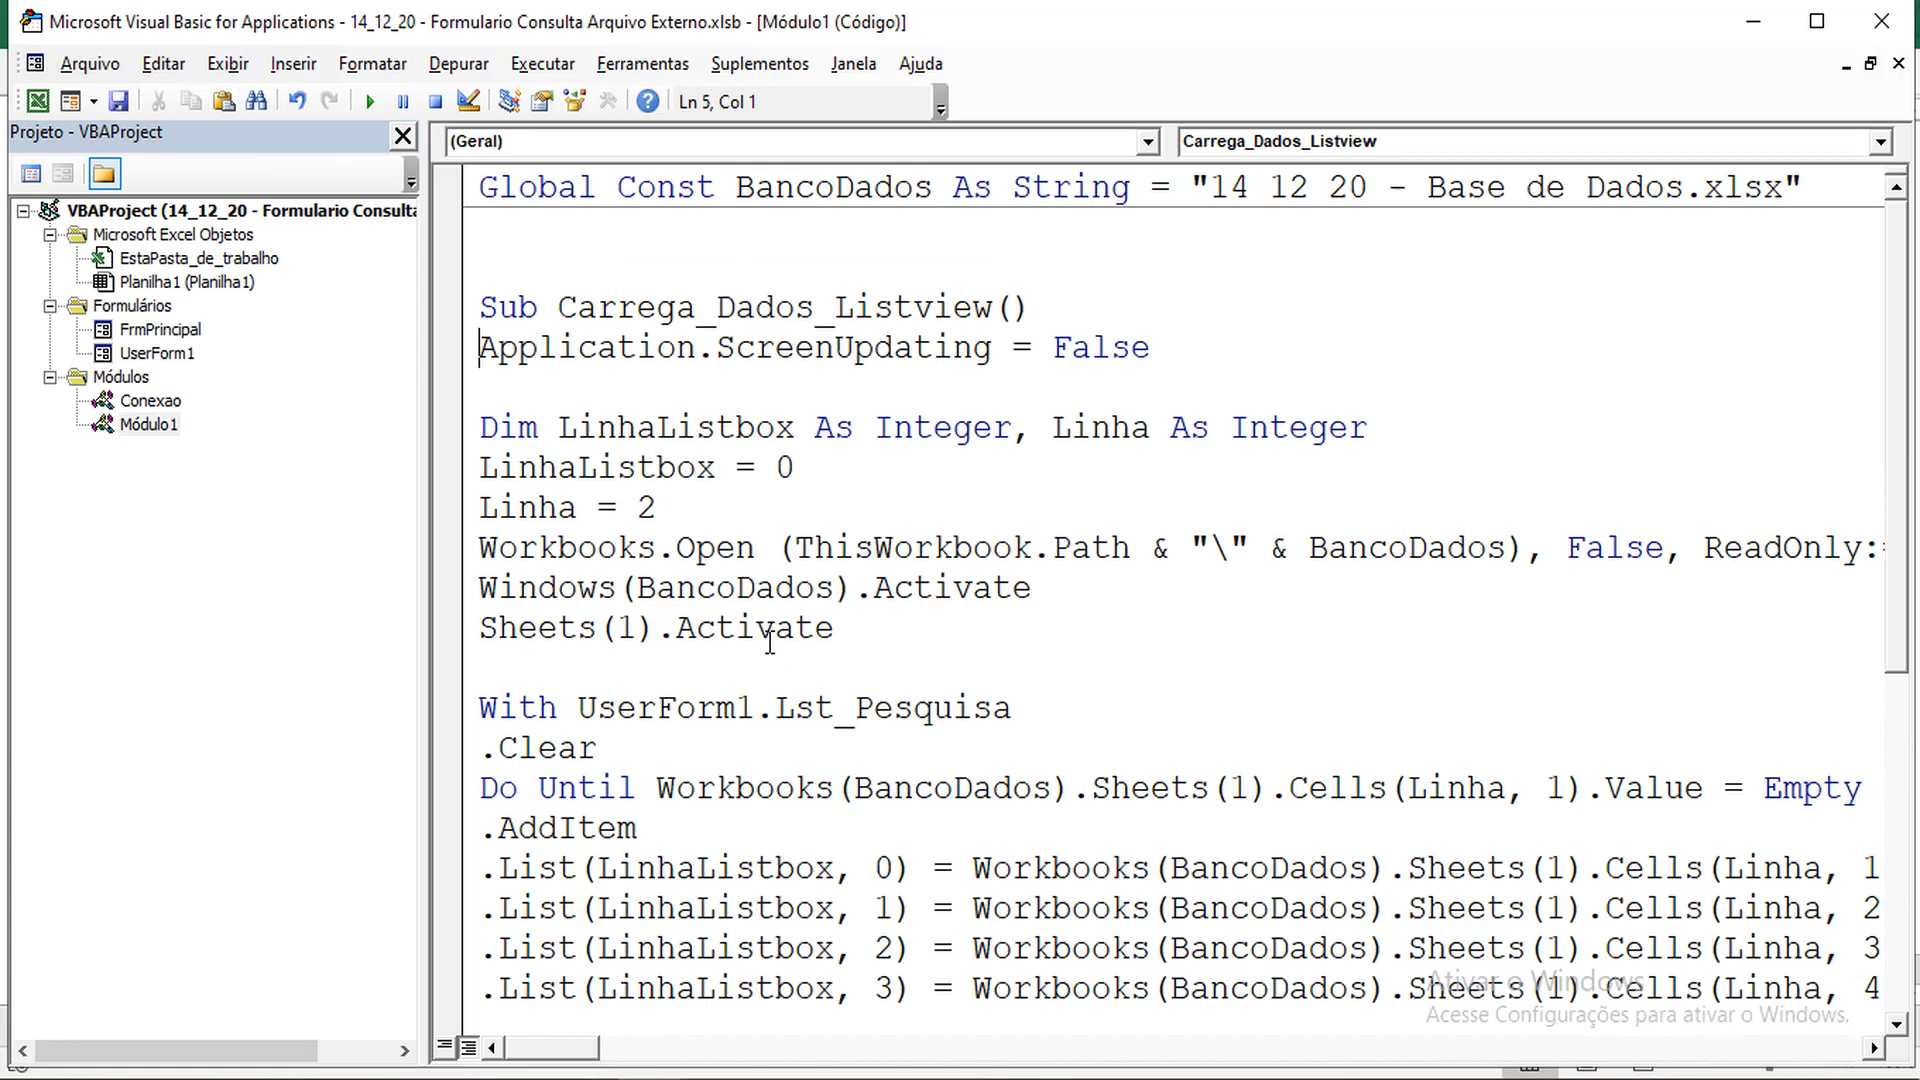 Microsoft Visual Basic for Applications - 14_12_20 - Formulario Consulta Arquivo Externo.xlsb - [Módulo1 (Código)]
Arquivo Editar Exibir Inserir Formatar Depurar Executar Ferramentas Suplementos Janela Ajuda
Ln 5, Col 1
Projeto - VBAProject
(Geral)
Carrega_Dados_Listview
VBAProject (14_12_20 - Formulario Consulta
Microsoft Excel Objetos
EstaPasta_de_trabalho
Planilha1 (Planilha1)
Formulários
FrmPrincipal
UserForm1
Módulos
Conexao
Módulo1
Global Const BancoDados As String = "14 12 20 - Base de Dados.xlsx"
Sub Carrega_Dados_Listview()
Application.ScreenUpdating = False
Dim LinhaListbox As Integer, Linha As Integer
LinhaListbox = 0
Linha = 2
Workbooks.Open (ThisWorkbook.Path & "\" & BancoDados), False, ReadOnly:
Windows(BancoDados).Activate
Sheets(1).Activate
With UserForm1.Lst_Pesquisa
.Clear
Do Until Workbooks(BancoDados).Sheets(1).Cells(Linha, 1).Value = Empty
.AddItem
.List(LinhaListbox, 0) = Workbooks(BancoDados).Sheets(1).Cells(Linha, 1
.List(LinhaListbox, 1) = Workbooks(BancoDados).Sheets(1).Cells(Linha, 2
.List(LinhaListbox, 2) = Workbooks(BancoDados).Sheets(1).Cells(Linha, 3
.List(LinhaListbox, 3) = Workbooks(BancoDados).Sheets(1).Cells(Linha, 4
Ativar o Windows
Acesse Configurações para ativar o Windows.